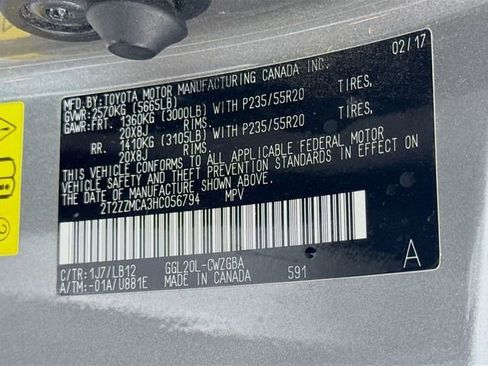 02/17
MFD.BY:TOYOTA MOTOR MANUFACTURING CANADA INC.
GVWR:2570KG (5665LB)
GAWR:FRT. 1360KG (3000LB) WITH P235/55R20 TIRES,
20X8J RIMS,
RR. 1410KG (3105LB) WITH P235/55R20 TIRES,
20X8J RIMS.
THIS VEHICLE CONFORMS TO ALL APPLICABLE FEDERAL MOTOR
VEHICLE SAFETY AND THEFT PREVENTION STANDARDS IN
EFFECT ON THE DATE OF MANUFACTURE SHOWN ABOVE.
2T2ZZMCA3HC056794 MPV
C/TR:1J7/LB12 GGL20L-CWZGBA A
A/TM:-01A/U881E MADE IN CANADA 591